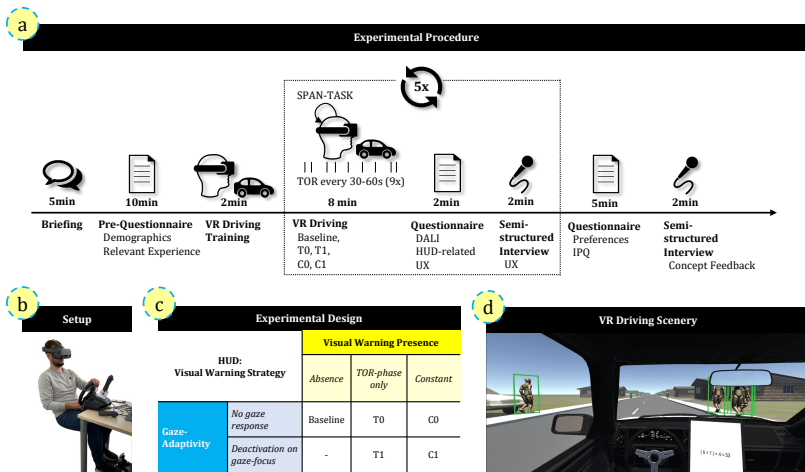 a
Experimental Procedure
5x
SPAN-TASK
TOR every 30-60s (9x)
5min
10min
2min
8 min
2min
2min
5min
2min
Briefing
Pre-Questionnaire
Demographics
Relevant Experience
VR Driving
Training
VR Driving
Baseline,
T0, T1,
C0, C1
Questionnaire
DALI
HUD-related
UX
Semi-
structured
Interview
UX
Questionnaire
Preferences
IPQ
Semi-
structured
Interview
Concept Feedback
b
Setup
c
Experimental Design
HUD:
Visual Warning Strategy
Visual Warning Presence
Absence
TOR-phase
only
Constant
Gaze-
Adaptivity
No gaze
response
Baseline
T0
C0
Deactivation on
gaze-focus
-
T1
C1
d
VR Driving Scenery